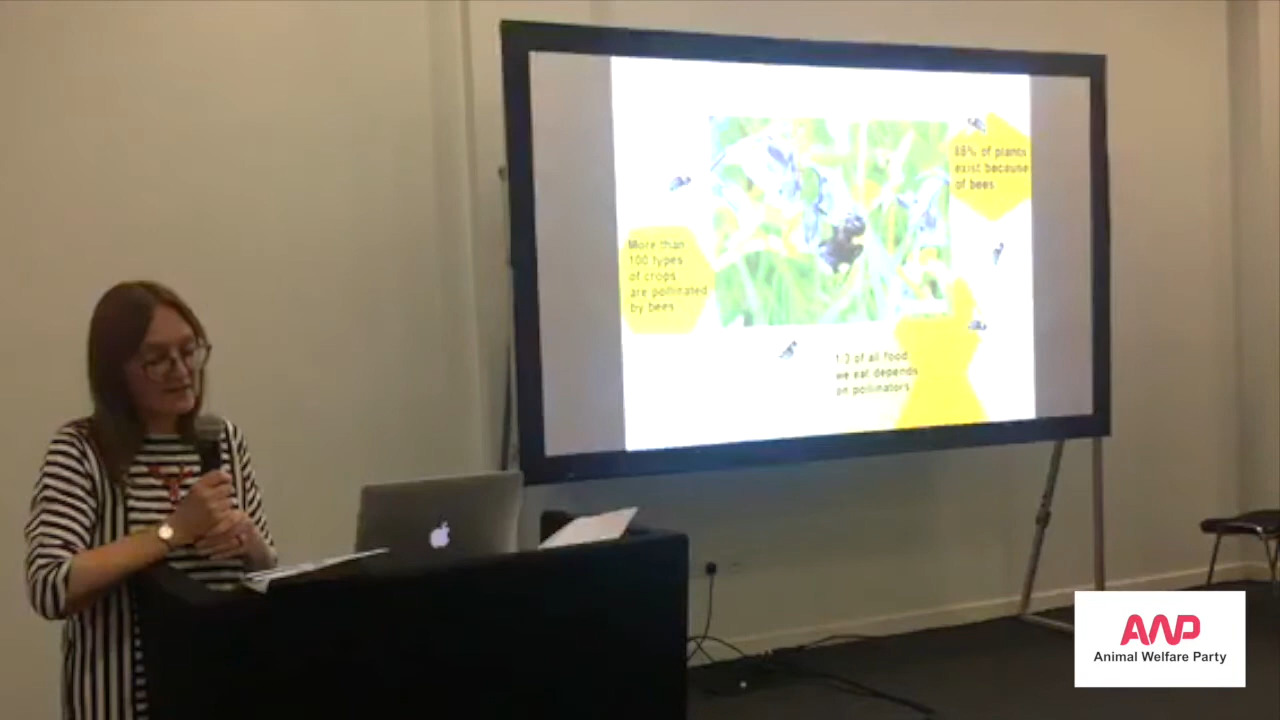 More than
100 types
of crops
are pollinated
by bees
of plants
exist because
of bees
of all food
we eat depends
on pollinators
AWP
Animal Welfare Party